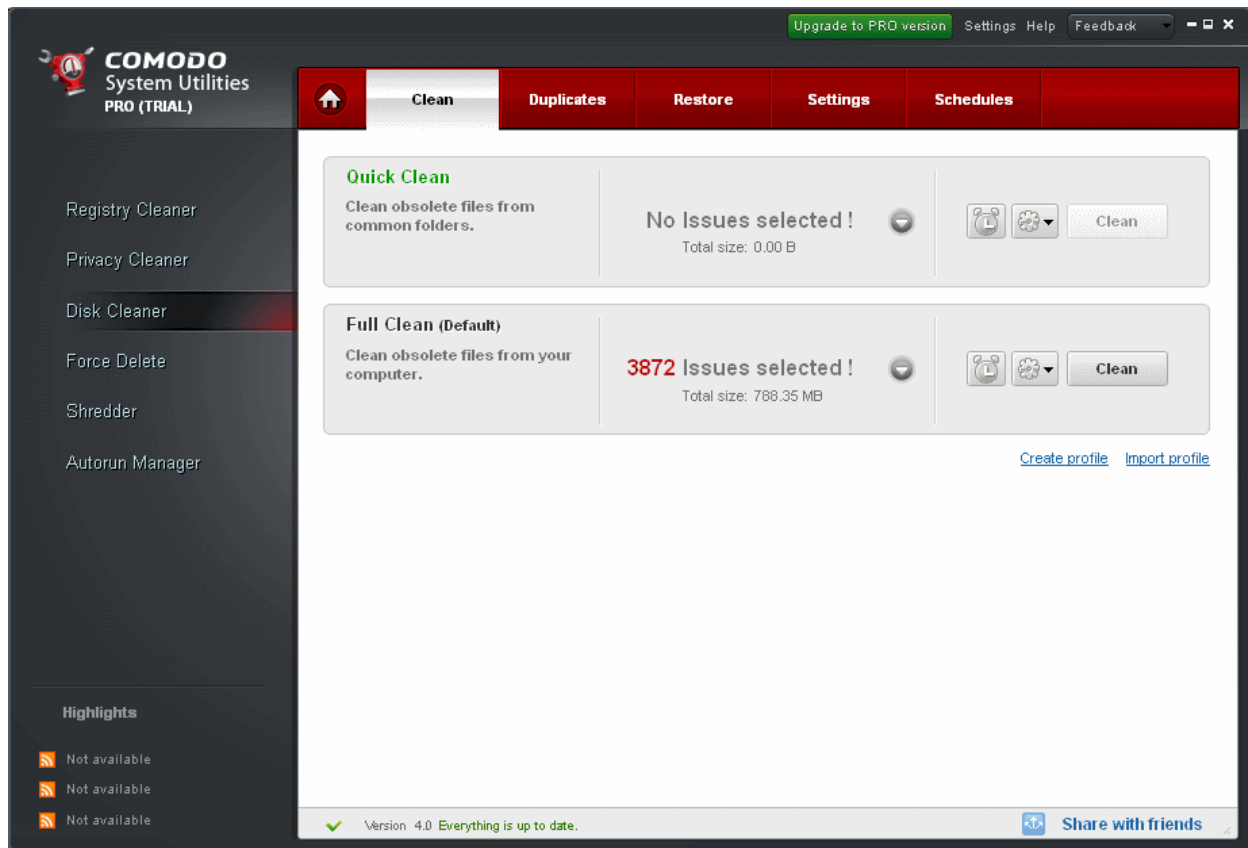 Upgrade to PRO version Settings Help Feedback
COMODO
System Utilities
PRO (TRIAL)
Clean Duplicates Restore Settings Schedules
Registry Cleaner
Privacy Cleaner
Disk Cleaner
Force Delete
Shredder
Autorun Manager
Quick Clean
Clean obsolete files from
common folders.
No Issues selected !
Total size: 0.00 B
Clean
Full Clean (Default)
Clean obsolete files from your
computer.
3872 Issues selected !
Total size: 788.35 MB
Clean
Create profile Import profile
Highlights
Not available
Not available
Not available
Version 4.0 Everything is up to date.
Share with friends